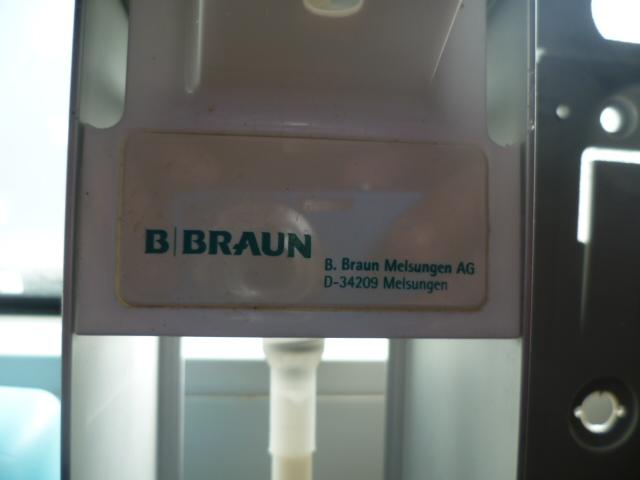 B|BRAUN
B. Braun Melsungen AG
D-34209 Melsungen